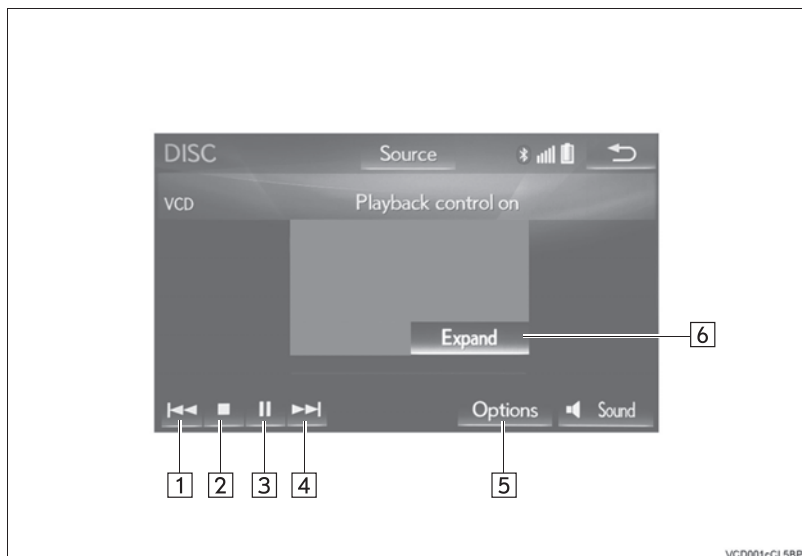 DISC Source
VCD Playback control on
Expand
6
Options Sound
1 2 3 4 5